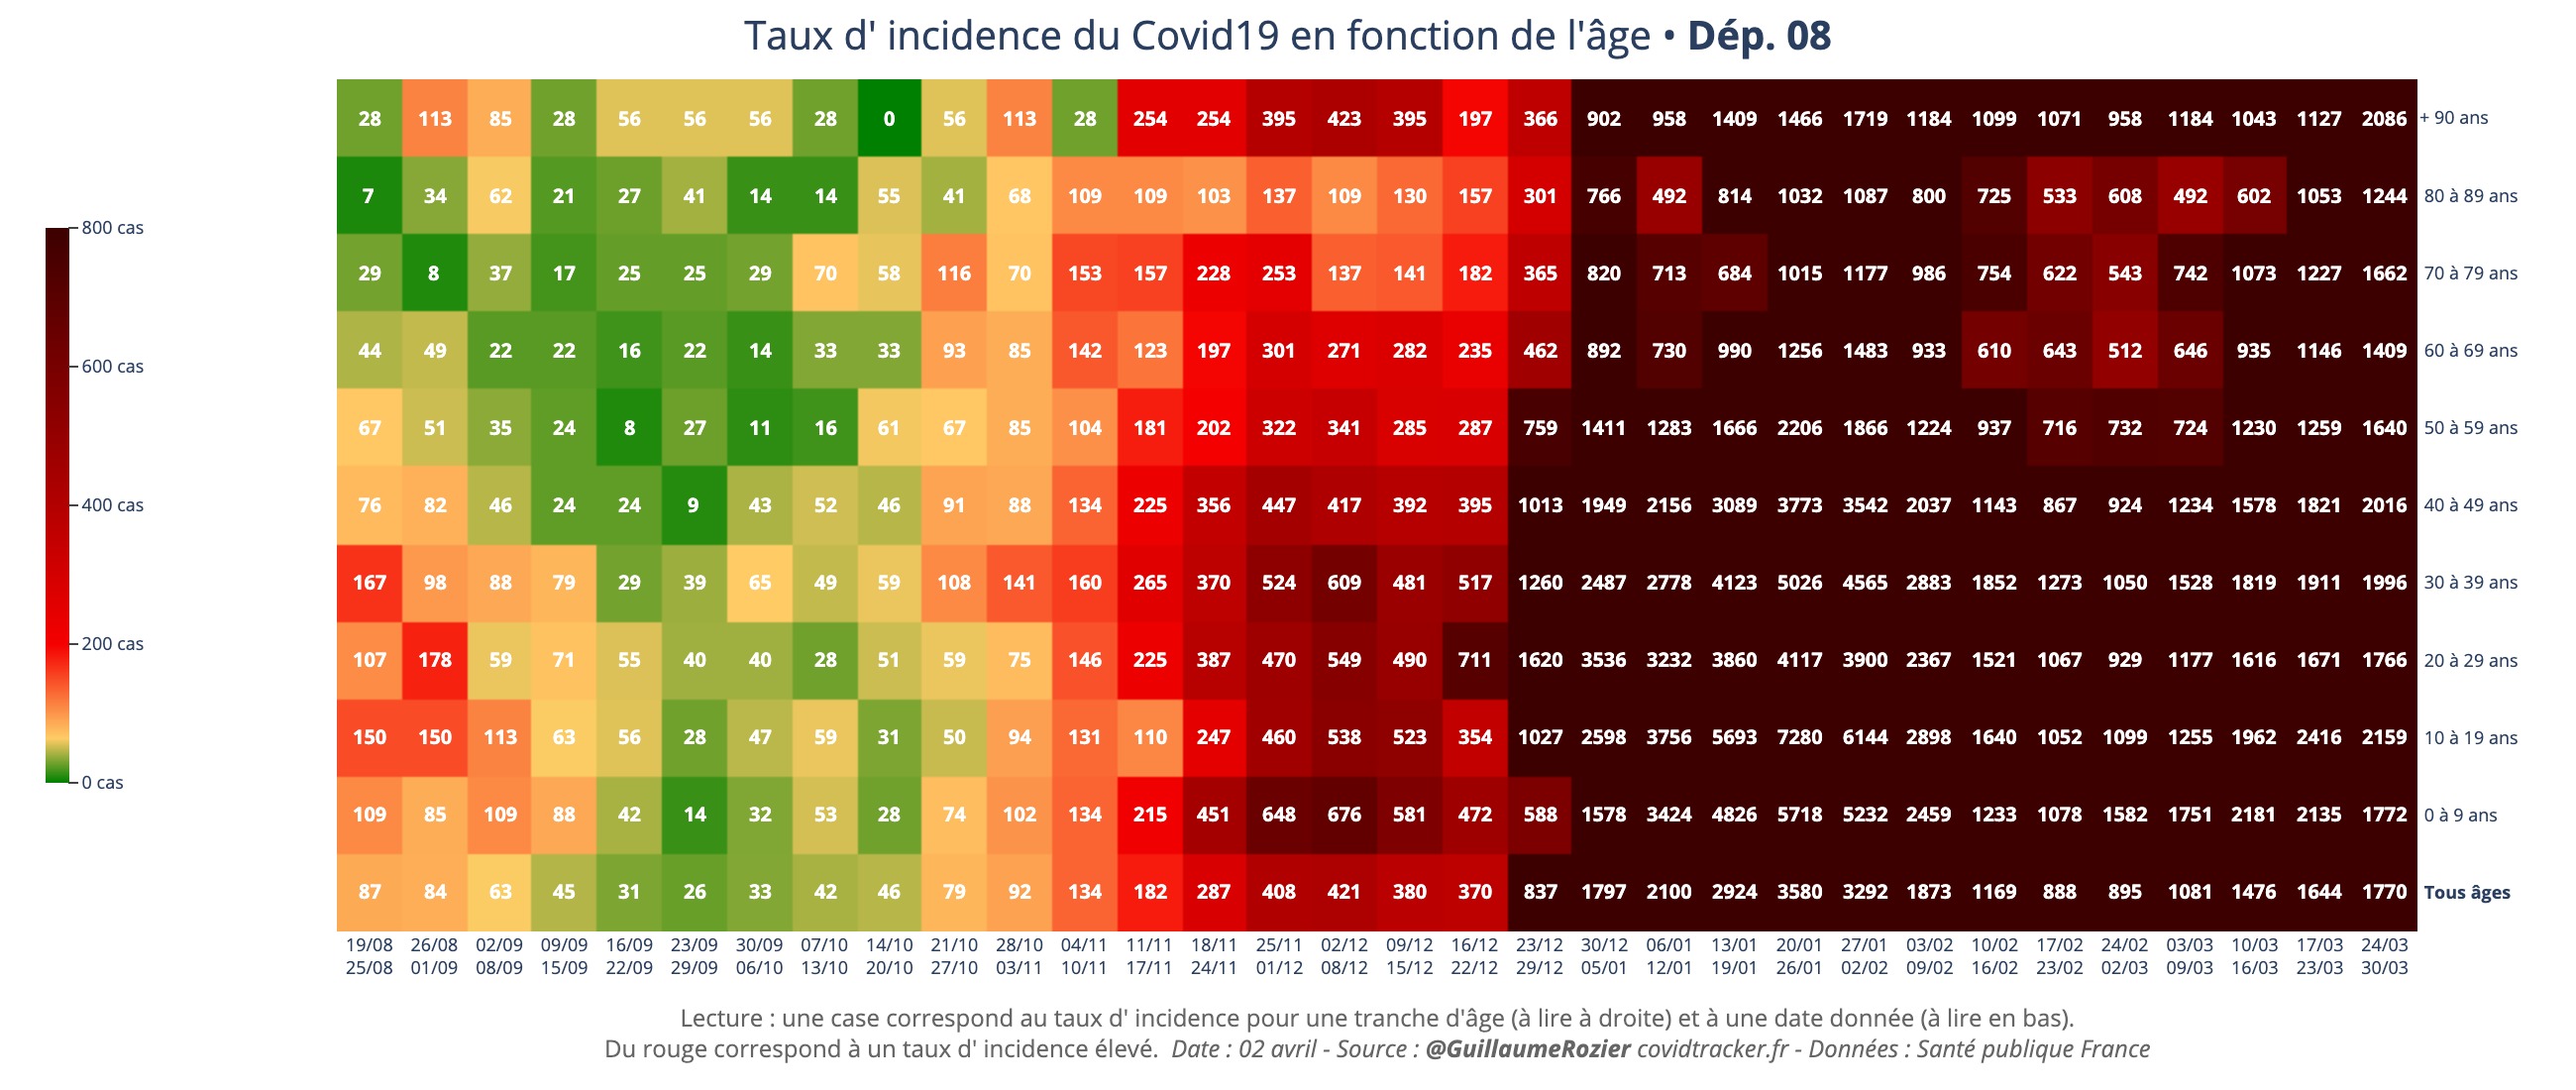 Taux d' incidence du Covid19 en fonction de l'âge • Dép. 08
800 cas
600 cas
400 cas
200 cas
0 cas
28 113 85 28 56 56 56 28 0 56 113 28 254 254 395 423 395 197 366 902 958 1409 1466 1719 1184 1099 1071 958 1184 1043 1127 2086 + 90 ans
7 34 62 21 27 41 14 14 55 41 68 109 109 103 137 109 130 157 301 766 492 814 1032 1087 800 725 533 608 492 602 1053 1244 80 à 89 ans
29 8 37 17 25 25 29 70 58 116 70 153 157 228 253 137 141 182 365 820 713 684 1015 1177 986 754 622 543 742 1073 1227 1662 70 à 79 ans
44 49 22 22 16 22 14 33 33 93 85 142 123 197 301 271 282 235 462 892 730 990 1256 1483 933 610 643 512 646 935 1146 1409 60 à 69 ans
67 51 35 24 8 27 11 16 61 67 85 104 181 202 322 341 285 287 759 1411 1283 1666 2206 1866 1224 937 716 732 724 1230 1259 1640 50 à 59 ans
76 82 46 24 24 9 43 52 46 91 88 134 225 356 447 417 392 395 1013 1949 2156 3089 3773 3542 2037 1143 867 924 1234 1578 1821 2016 40 à 49 ans
167 98 88 79 29 39 65 49 59 108 141 160 265 370 524 609 481 517 1260 2487 2778 4123 5026 4565 2883 1852 1273 1050 1528 1819 1911 1996 30 à 39 ans
107 178 59 71 55 40 40 28 51 59 75 146 225 387 470 549 490 711 1620 3536 3232 3860 4117 3900 2367 1521 1067 929 1177 1616 1671 1766 20 à 29 ans
150 150 113 63 56 28 47 59 31 50 94 131 110 247 460 538 523 354 1027 2598 3756 5693 7280 6144 2898 1640 1052 1099 1255 1962 2416 2159 10 à 19 ans
109 85 109 88 42 14 32 53 28 74 102 134 215 451 648 676 581 472 588 1578 3424 4826 5718 5232 2459 1233 1078 1582 1751 2181 2135 1772 0 à 9 ans
87 84 63 45 31 26 33 42 46 79 92 134 182 287 408 421 380 370 837 1797 2100 2924 3580 3292 1873 1169 888 895 1081 1476 1644 1770 Tous âges
19/08 26/08 02/09 09/09 16/09 23/09 30/09 07/10 14/10 21/10 28/10 04/11 11/11 18/11 25/11 02/12 09/12 16/12 23/12 30/12 06/01 13/01 20/01 27/01 03/02 10/02 17/02 24/02 03/03 10/03 17/03 24/03
25/08 01/09 08/09 15/09 22/09 29/09 06/10 13/10 20/10 27/10 03/11 10/11 17/11 24/11 01/12 08/12 15/12 22/12 29/12 05/01 12/01 19/01 26/01 02/02 09/02 16/02 23/02 02/03 09/03 16/03 23/03 30/03
Lecture : une case correspond au taux d' incidence pour une tranche d'âge (à lire à droite) et à une date donnée (à lire en bas).
Du rouge correspond à un taux d' incidence élevé. Date : 02 avril - Source : @GuillaumeRozier covidtracker.fr - Données : Santé publique France